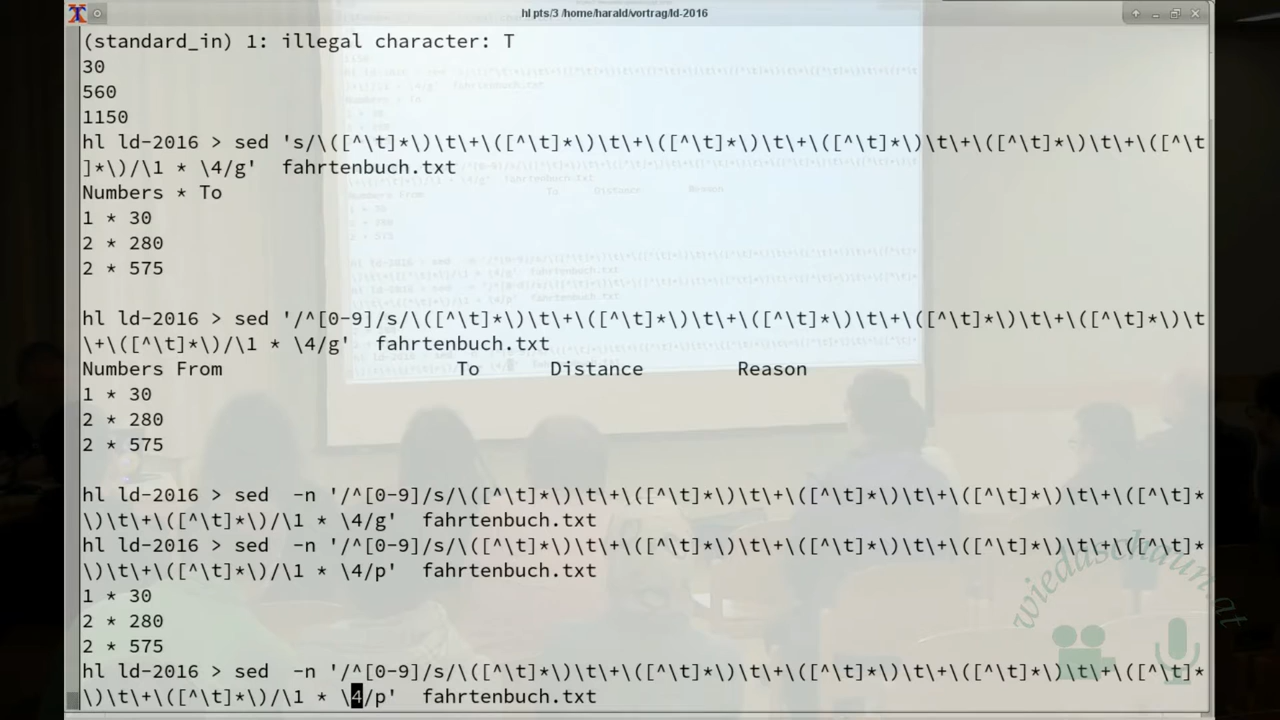 hl pts/3 /home/harald/vortrag/ld-2016
(standard_in) 1: illegal character: T
30
560
1150
hl ld-2016 > sed 's/\([^\t]*\)\t\+\([^\t]*\)\t\+\([^\t]*\)\t\+\([^\t]*\)\t\+\([^\t]*\)\t\+\([^\t
]*\)/\1 * \4/g'  fahrtenbuch.txt
Numbers * To
1 * 30
2 * 280
2 * 575
hl ld-2016 > sed '/^[0-9]/s/\([^\t]*\)\t\+\([^\t]*\)\t\+\([^\t]*\)\t\+\([^\t]*\)\t\+\([^\t]*\)\t
\+\([^\t]*\)/\1 * \4/g'  fahrtenbuch.txt
Numbers From To Distance Reason
1 * 30
2 * 280
2 * 575
hl ld-2016 > sed  -n '/^[0-9]/s/\([^\t]*\)\t\+\([^\t]*\)\t\+\([^\t]*\)\t\+\([^\t]*\)\t\+\([^\t]*
\)\t\+\([^\t]*\)/\1 * \4/g'  fahrtenbuch.txt
hl ld-2016 > sed  -n '/^[0-9]/s/\([^\t]*\)\t\+\([^\t]*\)\t\+\([^\t]*\)\t\+\([^\t]*\)\t\+\([^\t]*
\)\t\+\([^\t]*\)/\1 * \4/p'  fahrtenbuch.txt
1 * 30
2 * 280
2 * 575
hl ld-2016 > sed  -n '/^[0-9]/s/\([^\t]*\)\t\+\([^\t]*\)\t\+\([^\t]*\)\t\+\([^\t]*\)\t\+\([^\t]*
\)\t\+\([^\t]*\)/\1 * \4/p'  fahrtenbuch.txt
wiedaschaun.at